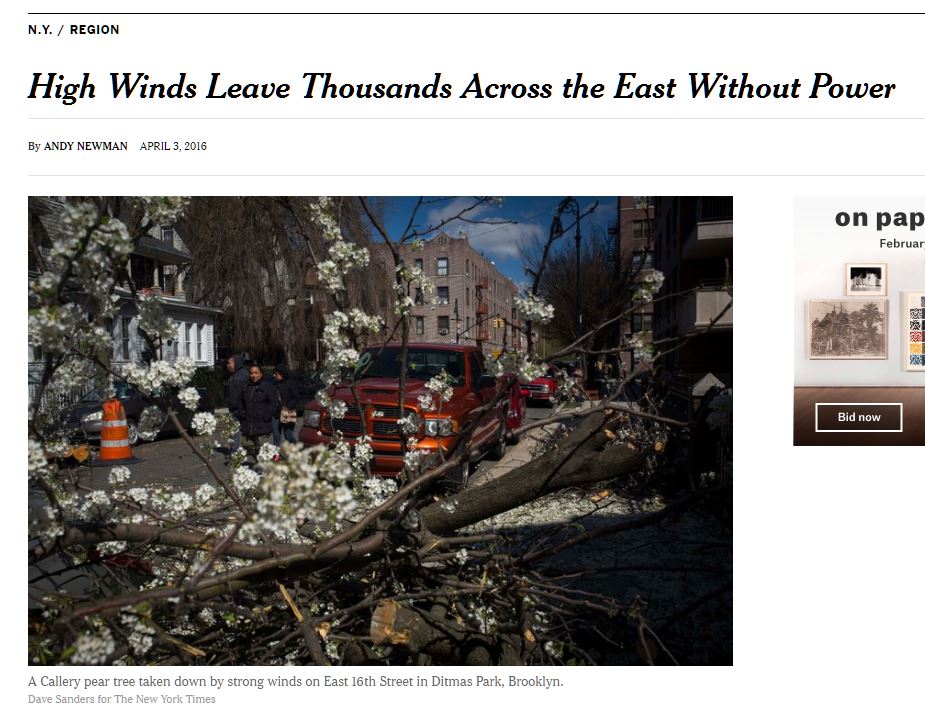 N.Y. / REGION
High Winds Leave Thousands Across the East Without Power
By ANDY NEWMAN APRIL 3, 2016
on pap
Februar
Bid now
A Callery pear tree taken down by strong winds on East 16th Street in Ditmas Park, Brooklyn.
Dave Sanders for The New York Times